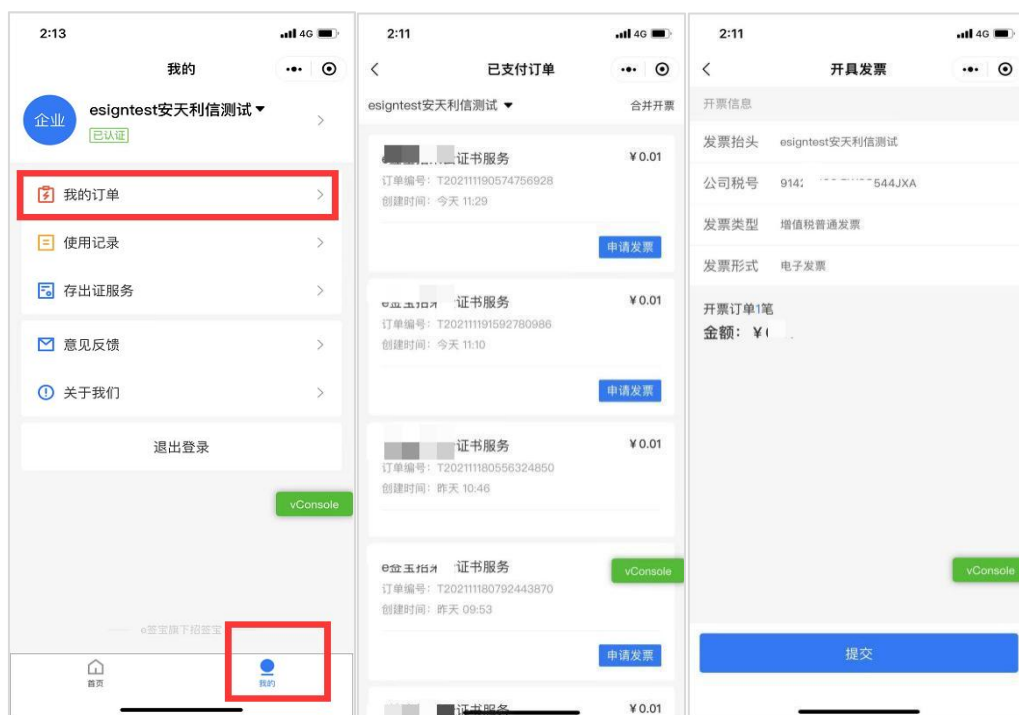 2:13
4G
我的
企业
esigntest安天利信测试
已认证
我的订单
使用记录
存出证服务
意见反馈
关于我们
退出登录
vConsole
e签宝旗下招签宝
首页
我的
2:11
4G
已支付订单
esigntest安天利信测试
合并开票
证书服务
¥0.01
订单编号：T202111190574756928
创建时间：今天 11:29
申请发票
证书服务
¥0.01
订单编号：T202111191592780986
创建时间：今天 11:10
申请发票
证书服务
¥0.01
订单编号：T202111180556324850
创建时间：昨天 10:46
证书服务
vConsole
订单编号：T202111180792443870
创建时间：昨天 09:53
申请发票
证书服务
¥0.01
2:11
4G
开具发票
开票信息
发票抬头 esigntest安天利信测试
公司税号 914 544JXA
发票类型 增值税普通发票
发票形式 电子发票
开票订单1笔
金额：¥
vConsole
提交